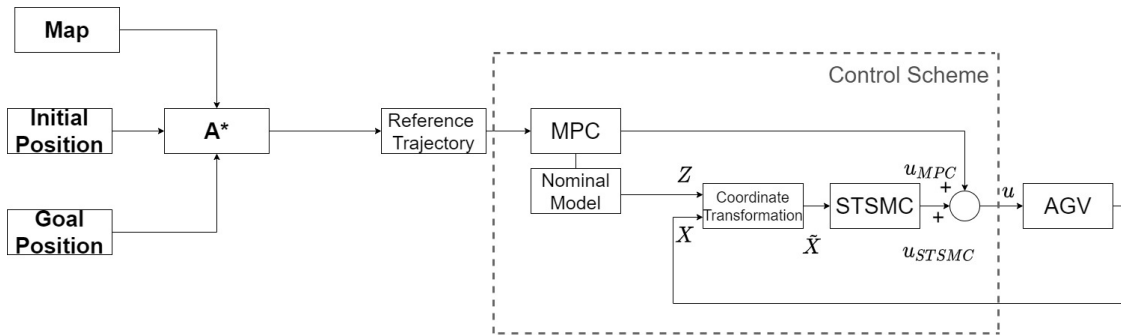 Map
Initial
Position
A*
Goal
Position
Reference
Trajectory
Control Scheme
MPC
Nominal
Model
Z
X
Coordinate
Transformation
X̃
STSMC
u_{MPC}
+
+
u_{STSMC}
u
AGV